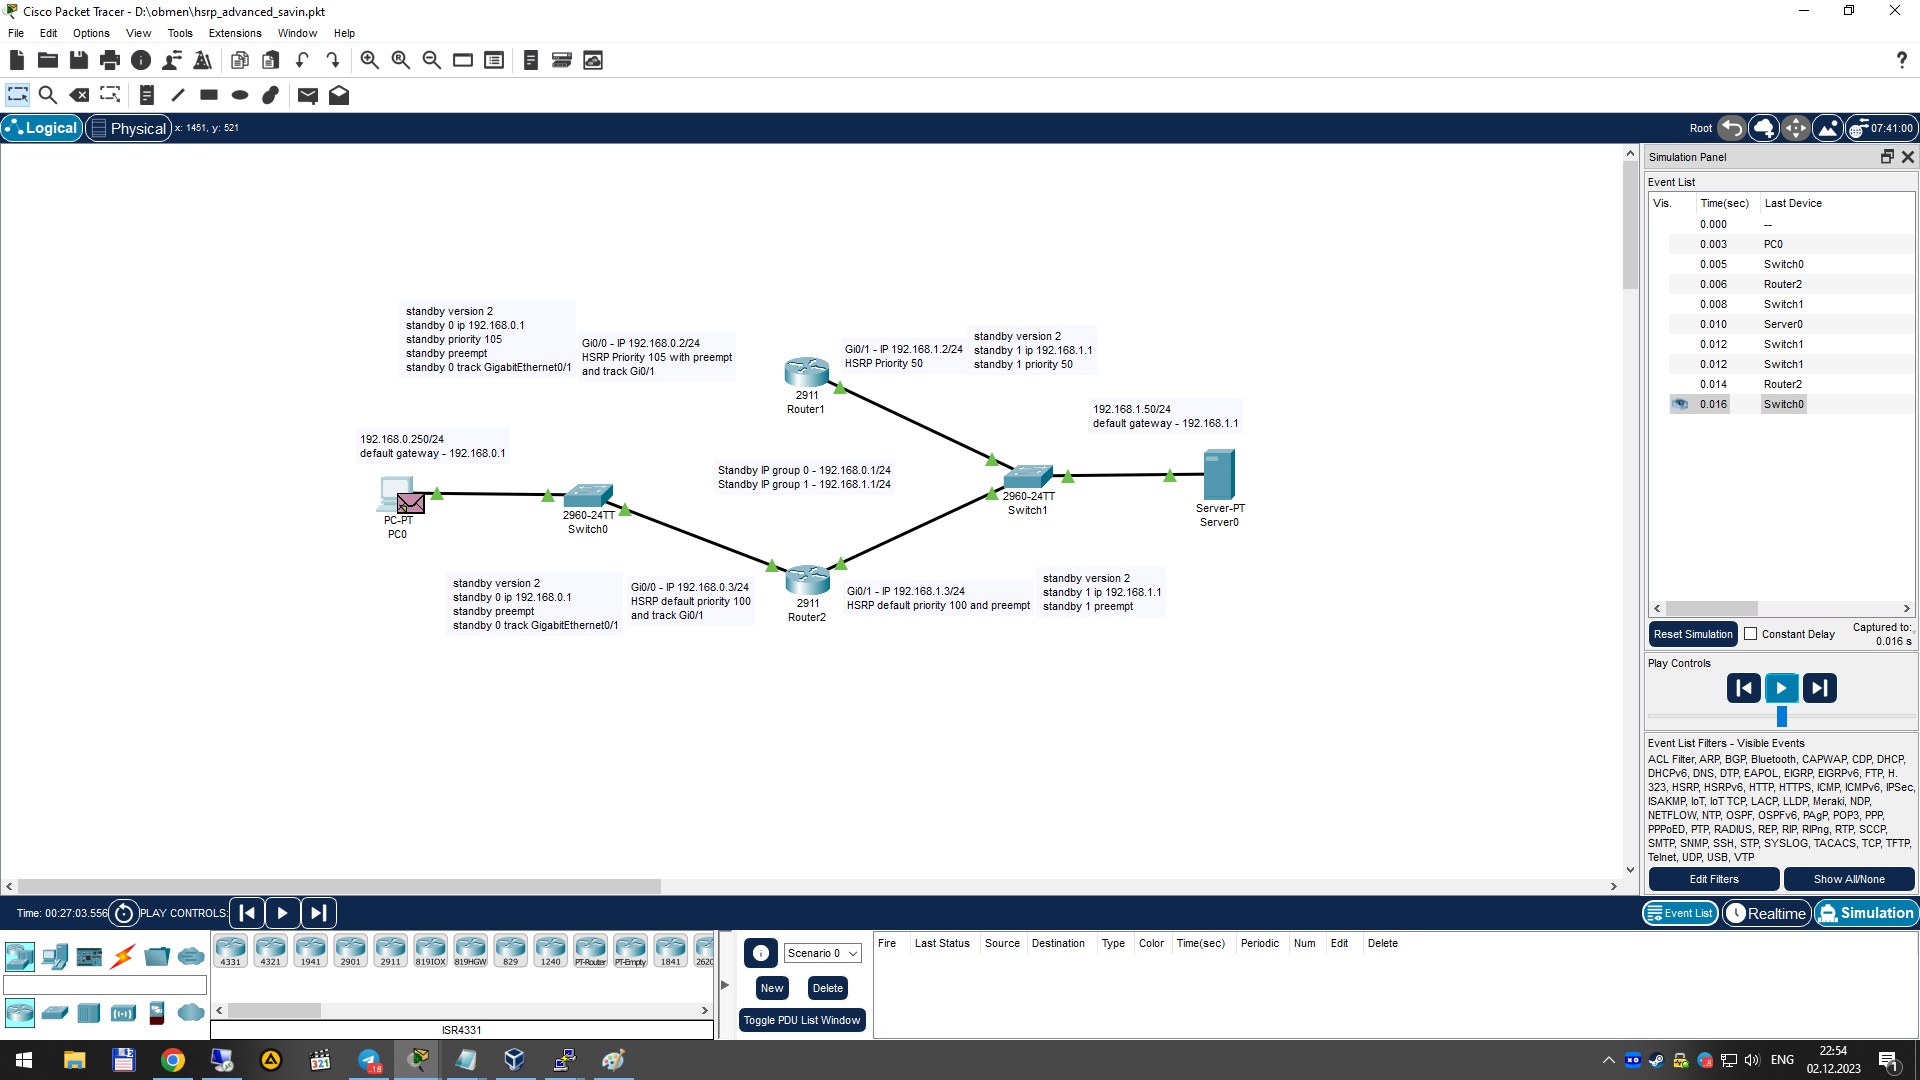 Cisco Packet Tracer - D:\obmen\hsrp_advanced_savin.pkt
File Edit Options View Tools Extensions Window Help
Logical Physical x: 1451, y: 521
Root 07:41:00
standby version 2
standby 0 ip 192.168.0.1
standby priority 105
standby preempt
standby 0 track GigabitEthernet0/1
Gi0/0 - IP 192.168.0.2/24
HSRP Priority 105 with preempt
and track Gi0/1
2911
Router1
Gi0/1 - IP 192.168.1.2/24
HSRP Priority 50
standby version 2
standby 1 ip 192.168.1.1
standby 1 priority 50
192.168.1.50/24
default gateway - 192.168.1.1
192.168.0.250/24
default gateway - 192.168.0.1
Standby IP group 0 - 192.168.0.1/24
Standby IP group 1 - 192.168.1.1/24
PC-PT
PC0
2960-24TT
Switch0
2960-24TT
Switch1
Server-PT
Server0
standby version 2
standby 0 ip 192.168.0.1
standby preempt
standby 0 track GigabitEthernet0/1
Gi0/0 - IP 192.168.0.3/24
HSRP default priority 100
and track Gi0/1
2911
Router2
Gi0/1 - IP 192.168.1.3/24
HSRP default priority 100 and preempt
standby version 2
standby 1 ip 192.168.1.1
standby 1 preempt
Simulation Panel
Event List
Vis. Time(sec) Last Device
0.000 --
0.003 PC0
0.005 Switch0
0.006 Router2
0.008 Switch1
0.010 Server0
0.012 Switch1
0.012 Switch1
0.014 Router2
0.016 Switch0
Reset Simulation Constant Delay Captured to:
0.016 s
Play Controls
Event List Filters - Visible Events
ACL Filter, ARP, BGP, Bluetooth, CAPWAP, CDP, DHCP,
DHCPv6, DNS, DTP, EAPOL, EIGRP, EIGRPv6, FTP, H.
323, HSRP, HSRPv6, HTTP, HTTPS, ICMP, ICMPv6, IPSec,
ISAKMP, IoT, IoT TCP, LACP, LLDP, Meraki, NDP,
NETFLOW, NTP, OSPF, OSPFv6, PAgP, POP3, PPP,
PPPoED, PTP, RADIUS, REP, RIP, RIPng, RTP, SCCP,
SMTP, SNMP, SSH, STP, SYSLOG, TACACS, TCP, TFTP,
Telnet, UDP, USB, VTP
Edit Filters Show All/None
Time: 00:27:03.556 PLAY CONTROLS:
Event List Realtime Simulation
4331 4321 1941 2901 2911 819IOX 819HGW 829 1240 PT-Router PT-Empty 1841 2620
ISR4331
Scenario 0
New Delete
Toggle PDU List Window
Fire Last Status Source Destination Type Color Time(sec) Periodic Num Edit Delete
321
18
ENG
22:54
02.12.2023
1